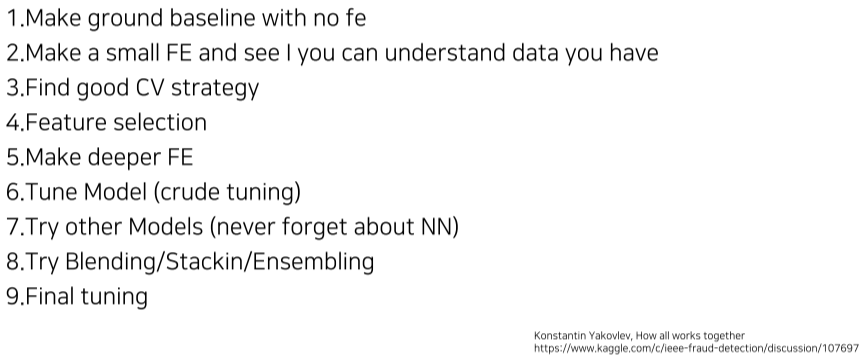 1.Make ground baseline with no fe
2.Make a small FE and see I you can understand data you have
3.Find good CV strategy
4.Feature selection
5.Make deeper FE
6.Tune Model (crude tuning)
7.Try other Models (never forget about NN)
8.Try Blending/Stackin/Ensembling
9.Final tuning
Konstantin Yakovlev, How all works together
https://www.kaggle.com/c/ieee-fraud-detection/discussion/107697